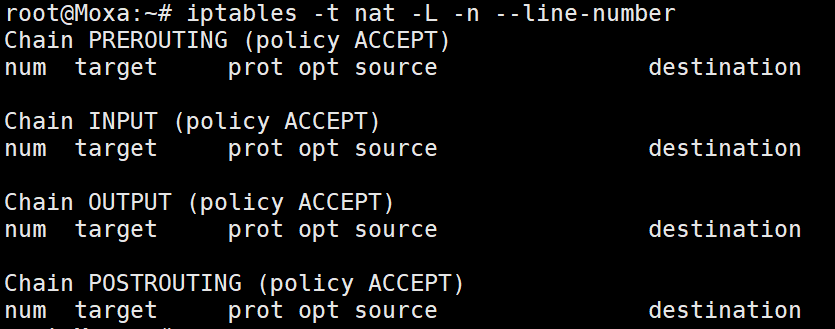 root@Moxa:~# iptables -t nat -L -n --line-number
Chain PREROUTING (policy ACCEPT)
num  target     prot opt source               destination

Chain INPUT (policy ACCEPT)
num  target     prot opt source               destination

Chain OUTPUT (policy ACCEPT)
num  target     prot opt source               destination

Chain POSTROUTING (policy ACCEPT)
num  target     prot opt source               destination